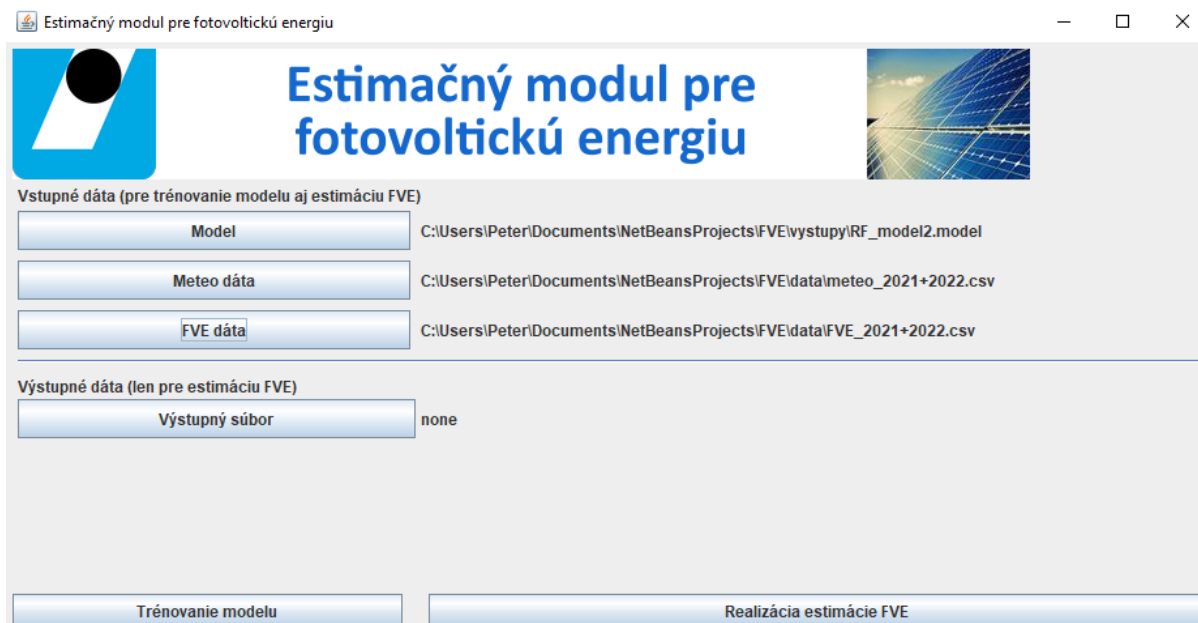 Estimačný modul pre fotovoltickú energiu
Estimačný modul pre
fotovoltickú energiu
Vstupné dáta (pre trénovanie modelu aj estimáciu FVE)
Model C:\Users\Peter\Documents\NetBeansProjects\FVE\vystupy\RF_model2.model
Meteo dáta C:\Users\Peter\Documents\NetBeansProjects\FVE\data\meteo_2021+2022.csv
FVE dáta C:\Users\Peter\Documents\NetBeansProjects\FVE\data\FVE_2021+2022.csv
Výstupné dáta (len pre estimáciu FVE)
Výstupný súbor none
Trénovanie modelu Realizácia estimácie FVE